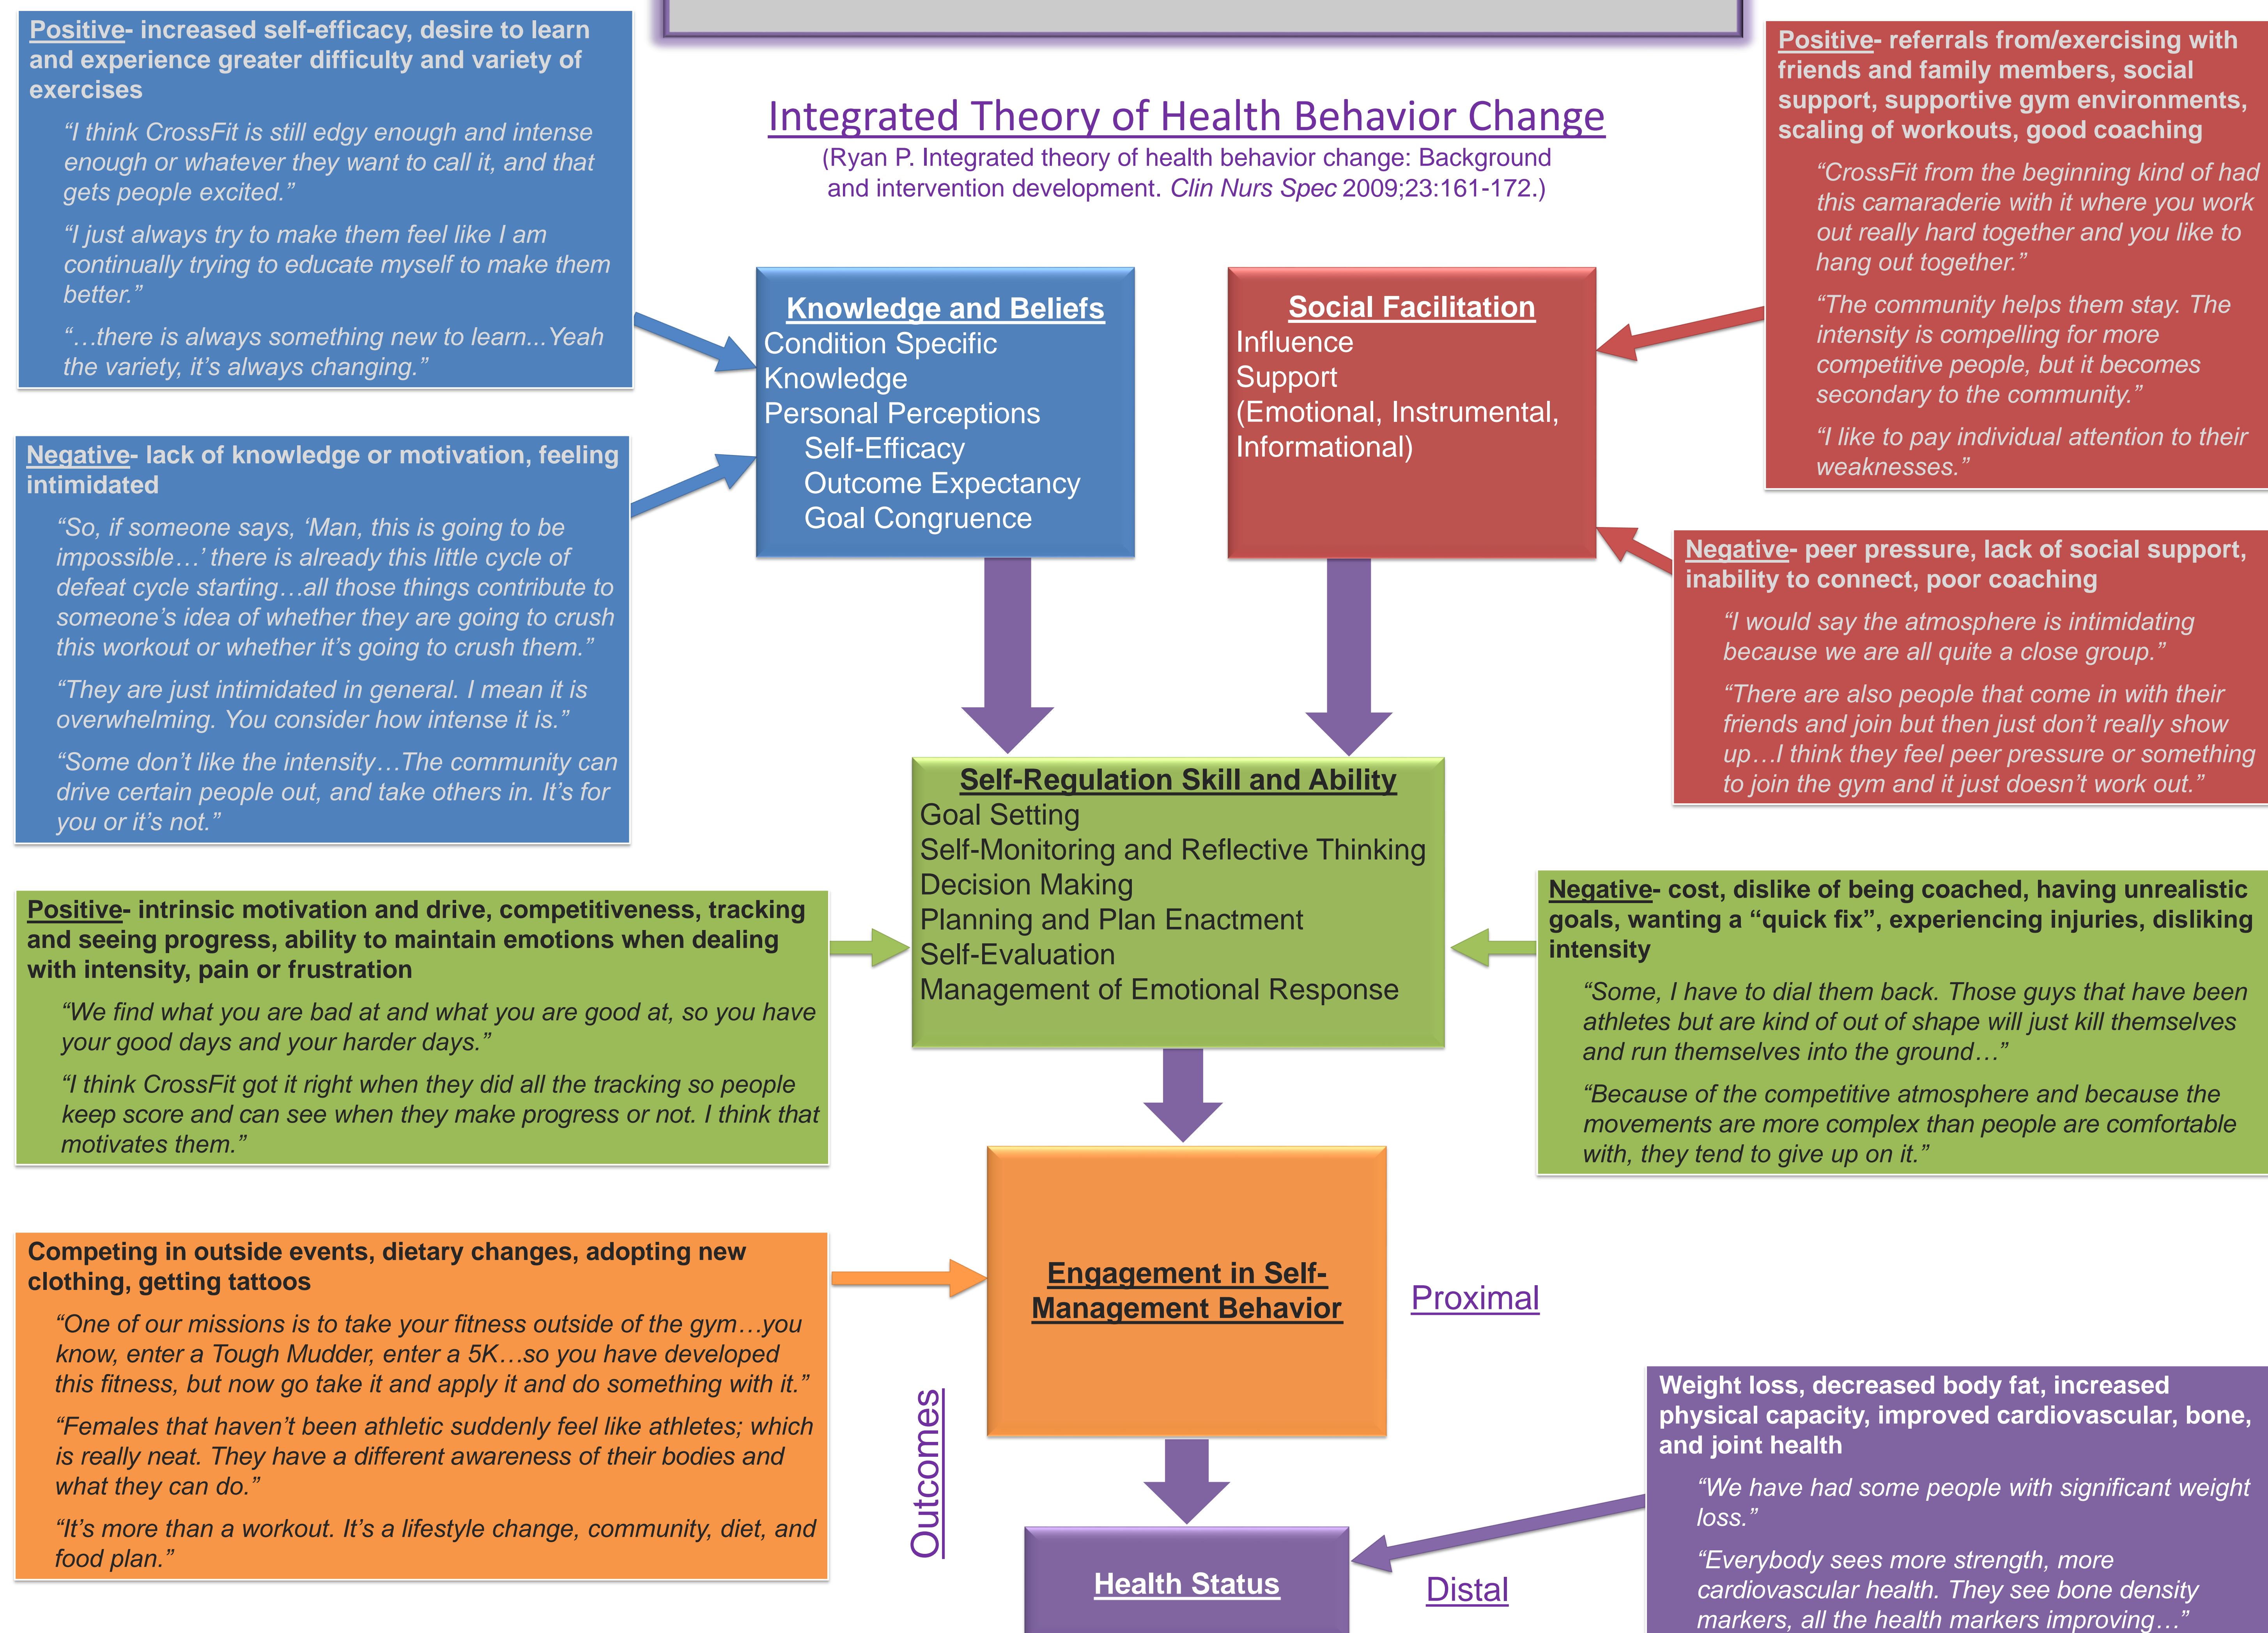 Positive- increased self-efficacy, desire to learn
and experience greater difficulty and variety of
exercises
“I think CrossFit is still edgy enough and intense
enough or whatever they want to call it, and that
gets people excited.”
“I just always try to make them feel like I am
continually trying to educate myself to make them
better.”
“…there is always something new to learn...Yeah
the variety, it’s always changing.”
Negative- lack of knowledge or motivation, feeling
intimidated
“So, if someone says, ‘Man, this is going to be
impossible…’ there is already this little cycle of
defeat cycle starting…all those things contribute to
someone’s idea of whether they are going to crush
this workout or whether it’s going to crush them.”
“They are just intimidated in general. I mean it is
overwhelming. You consider how intense it is.”
“Some don’t like the intensity…The community can
drive certain people out, and take others in. It’s for
you or it’s not.”
Integrated Theory of Health Behavior Change
(Ryan P. Integrated theory of health behavior change: Background
and intervention development. Clin Nurs Spec 2009;23:161-172.)
Knowledge and Beliefs
Condition Specific
Knowledge
Personal Perceptions
Self-Efficacy
Outcome Expectancy
Goal Congruence
Social Facilitation
Influence
Support
(Emotional, Instrumental,
Informational)
Positive- referrals from/exercising with
friends and family members, social
support, supportive gym environments,
scaling of workouts, good coaching
“CrossFit from the beginning kind of had
this camaraderie with it where you work
out really hard together and you like to
hang out together.”
“The community helps them stay. The
intensity is compelling for more
competitive people, but it becomes
secondary to the community.”
“I like to pay individual attention to their
weaknesses.”
Negative- peer pressure, lack of social support,
inability to connect, poor coaching
“I would say the atmosphere is intimidating
because we are all quite a close group.”
“There are also people that come in with their
friends and join but then just don’t really show
up…I think they feel peer pressure or something
to join the gym and it just doesn’t work out.”
Self-Regulation Skill and Ability
Goal Setting
Self-Monitoring and Reflective Thinking
Decision Making
Planning and Plan Enactment
Self-Evaluation
Management of Emotional Response
Positive- intrinsic motivation and drive, competitiveness, tracking
and seeing progress, ability to maintain emotions when dealing
with intensity, pain or frustration
“We find what you are bad at and what you are good at, so you have
your good days and your harder days.”
“I think CrossFit got it right when they did all the tracking so people
keep score and can see when they make progress or not. I think that
motivates them.”
Negative- cost, dislike of being coached, having unrealistic
goals, wanting a “quick fix”, experiencing injuries, disliking
intensity
“Some, I have to dial them back. Those guys that have been
athletes but are kind of out of shape will just kill themselves
and run themselves into the ground…”
“Because of the competitive atmosphere and because the
movements are more complex than people are comfortable
with, they tend to give up on it.”
Competing in outside events, dietary changes, adopting new
clothing, getting tattoos
“One of our missions is to take your fitness outside of the gym…you
know, enter a Tough Mudder, enter a 5K…so you have developed
this fitness, but now go take it and apply it and do something with it.”
“Females that haven’t been athletic suddenly feel like athletes; which
is really neat. They have a different awareness of their bodies and
what they can do.”
“It’s more than a workout. It’s a lifestyle change, community, diet, and
food plan.”
Engagement in Self-
Management Behavior
Proximal
Outcomes
Health Status
Distal
Weight loss, decreased body fat, increased
physical capacity, improved cardiovascular, bone,
and joint health
“We have had some people with significant weight
loss.”
“Everybody sees more strength, more
cardiovascular health. They see bone density
markers, all the health markers improving…”